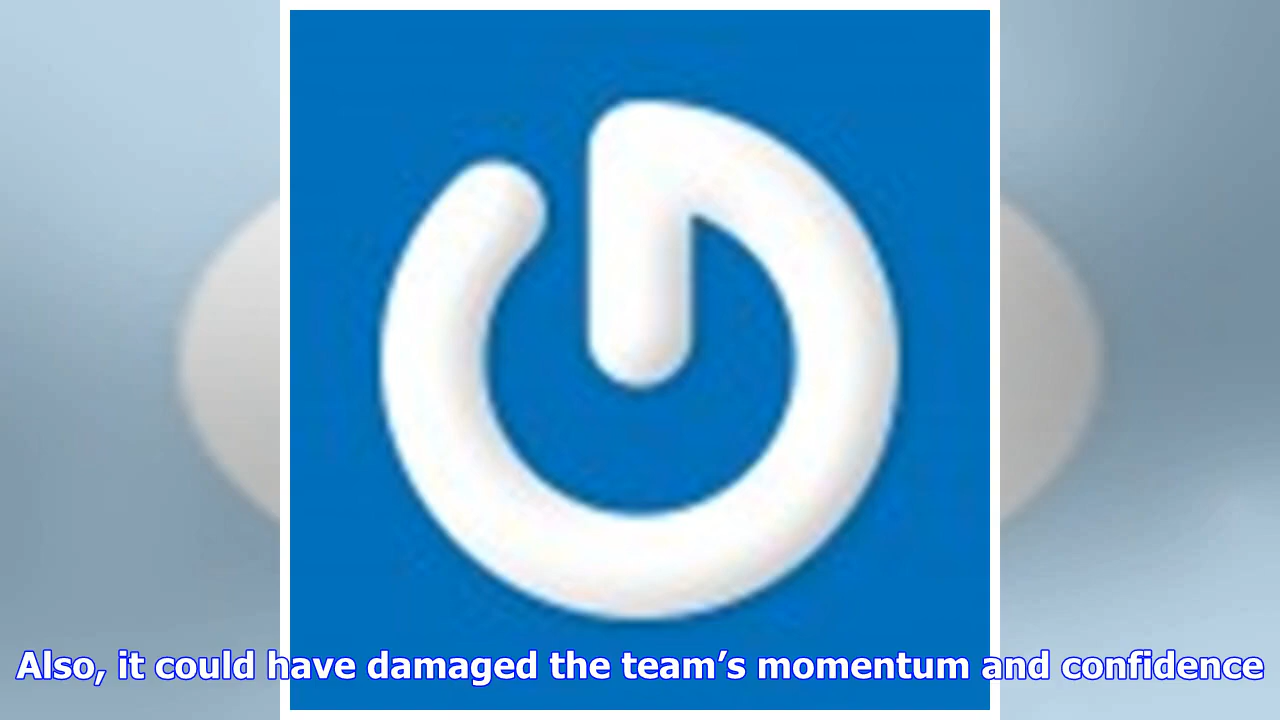 Also, it could have damaged the team’s momentum and confidence